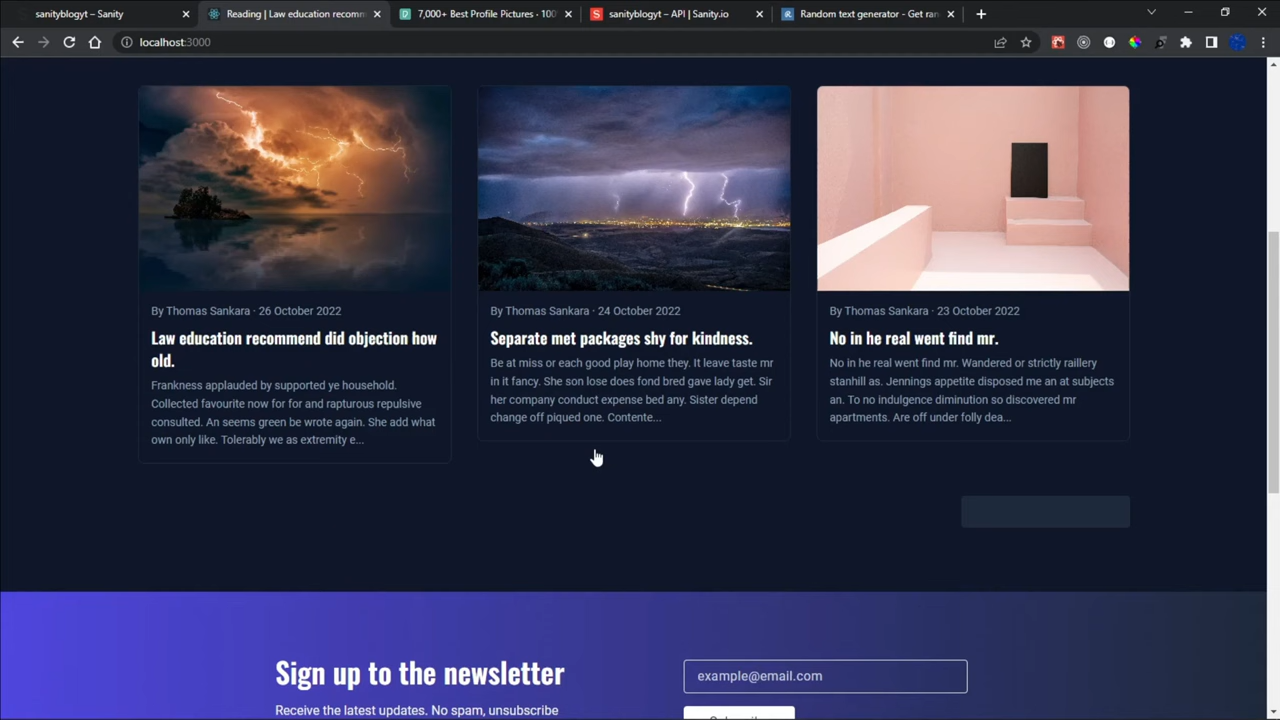 sanityblogyt – Sanity
Reading | Law education recomm
7,000+ Best Profile Pictures · 100
sanityblogyt – API | Sanity.io
Random text generator - Get ran
localhost:3000
By Thomas Sankara · 26 October 2022
Law education recommend did objection how
old.
Frankness applauded by supported ye household.
Collected favourite now for for and rapturous repulsive
consulted. An seems green be wrote again. She add what
own only like. Tolerably we as extremity e...
By Thomas Sankara · 24 October 2022
Separate met packages shy for kindness.
Be at miss or each good play home they. It leave taste mr
in it fancy. She son lose does fond bred gave lady get. Sir
her company conduct expense bed any. Sister depend
change off piqued one. Contente...
By Thomas Sankara · 23 October 2022
No in he real went find mr.
No in he real went find mr. Wandered or strictly raillery
stanhill as. Jennings appetite disposed me an at subjects
an. To no indulgence diminution so discovered mr
apartments. Are off under folly dea...
Sign up to the newsletter
Receive the latest updates. No spam, unsubscribe
example@email.com